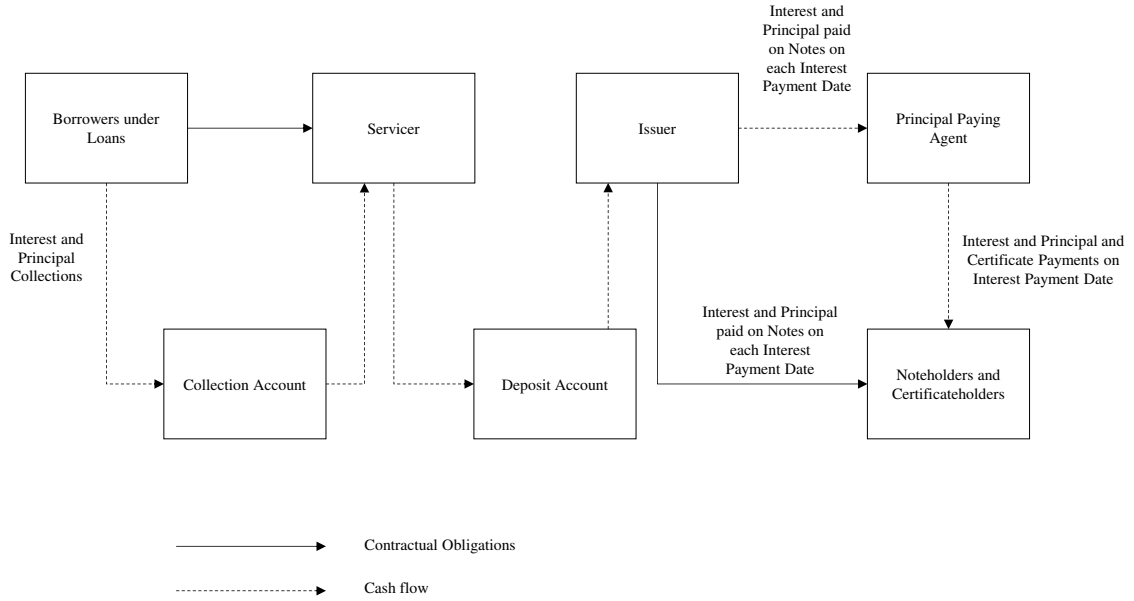 Interest and
Principal paid
on Notes on
each Interest
Payment Date
Borrowers under
Loans
Servicer
Issuer
Principal Paying
Agent
Interest and
Principal
Collections
Interest and Principal and
Certificate Payments on
Interest Payment Date
Interest and Principal
paid on Notes on
each Interest
Payment Date
Collection Account
Deposit Account
Noteholders and
Certificateholders
Contractual Obligations
Cash flow